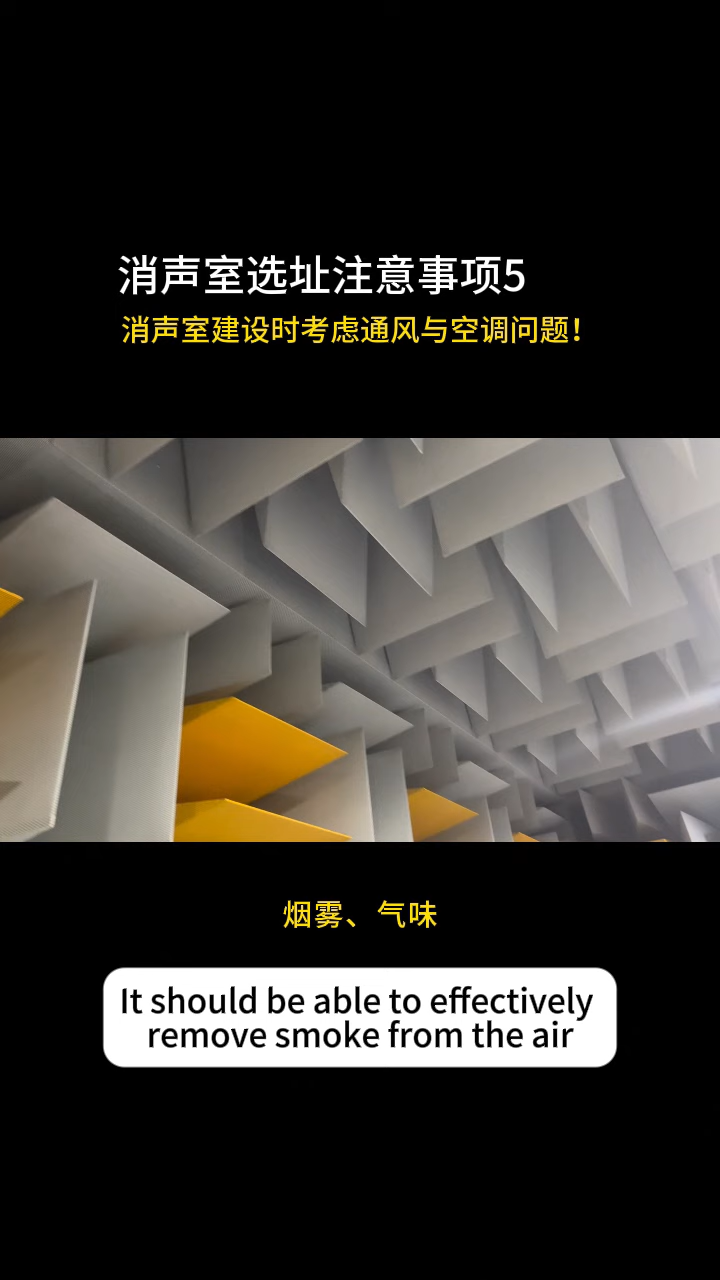 消声室选址注意事项5
消声室建设时考虑通风与空调问题！
烟雾、气味
It should be able to effectively
remove smoke from the air